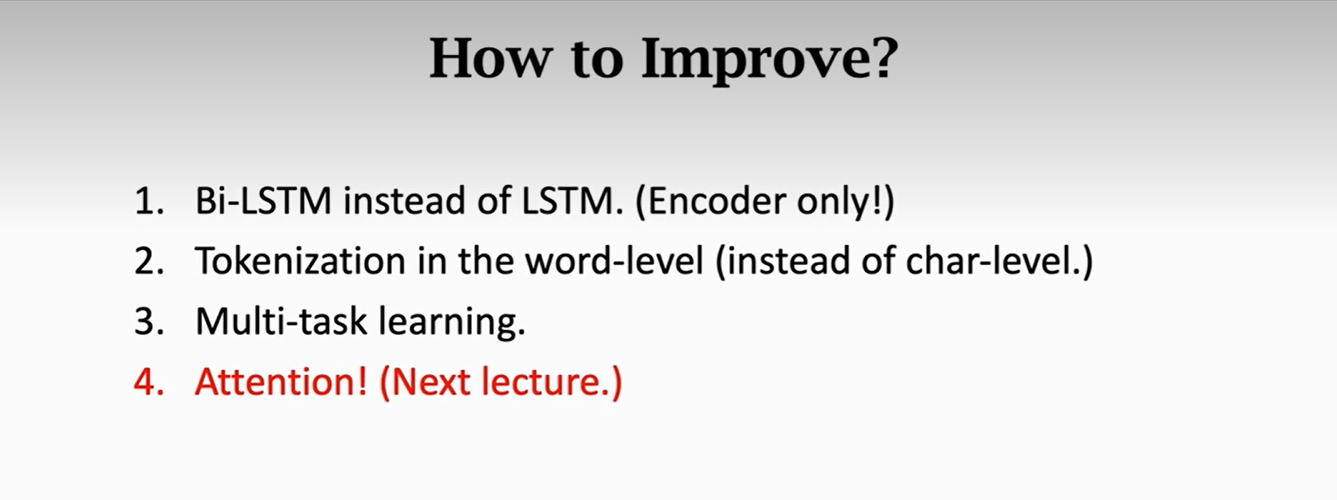 How to Improve?
1. Bi-LSTM instead of LSTM. (Encoder only!)
2. Tokenization in the word-level (instead of char-level.)
3. Multi-task learning.
4. Attention! (Next lecture.)